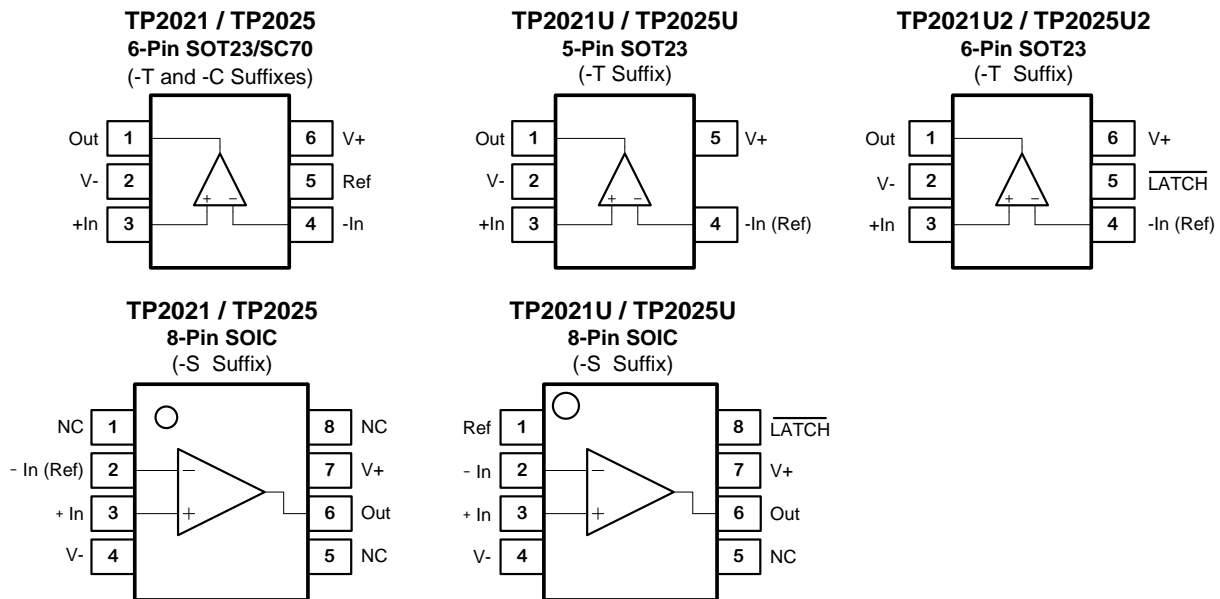 TP2021 / TP2025
6-Pin SOT23/SC70
(-T and -C Suffixes)
Out 1 6 V+
V- 2 5 Ref
+In 3 4 -In
+ −
TP2021U / TP2025U
5-Pin SOT23
(-T Suffix)
Out 1 5 V+
V- 2
+In 3 4 -In (Ref)
+ −
TP2021U2 / TP2025U2
6-Pin SOT23
(-T Suffix)
Out 1 6 V+
V- 2 5 LATCH
+In 3 4 -In (Ref)
+ −
TP2021 / TP2025
8-Pin SOIC
(-S Suffix)
NC 1 8 NC
- In (Ref) 2 − 7 V+
+ In 3 + 6 Out
V- 4 5 NC
TP2021U / TP2025U
8-Pin SOIC
(-S Suffix)
Ref 1 8 LATCH
- In 2 − 7 V+
+ In 3 + 6 Out
V- 4 5 NC